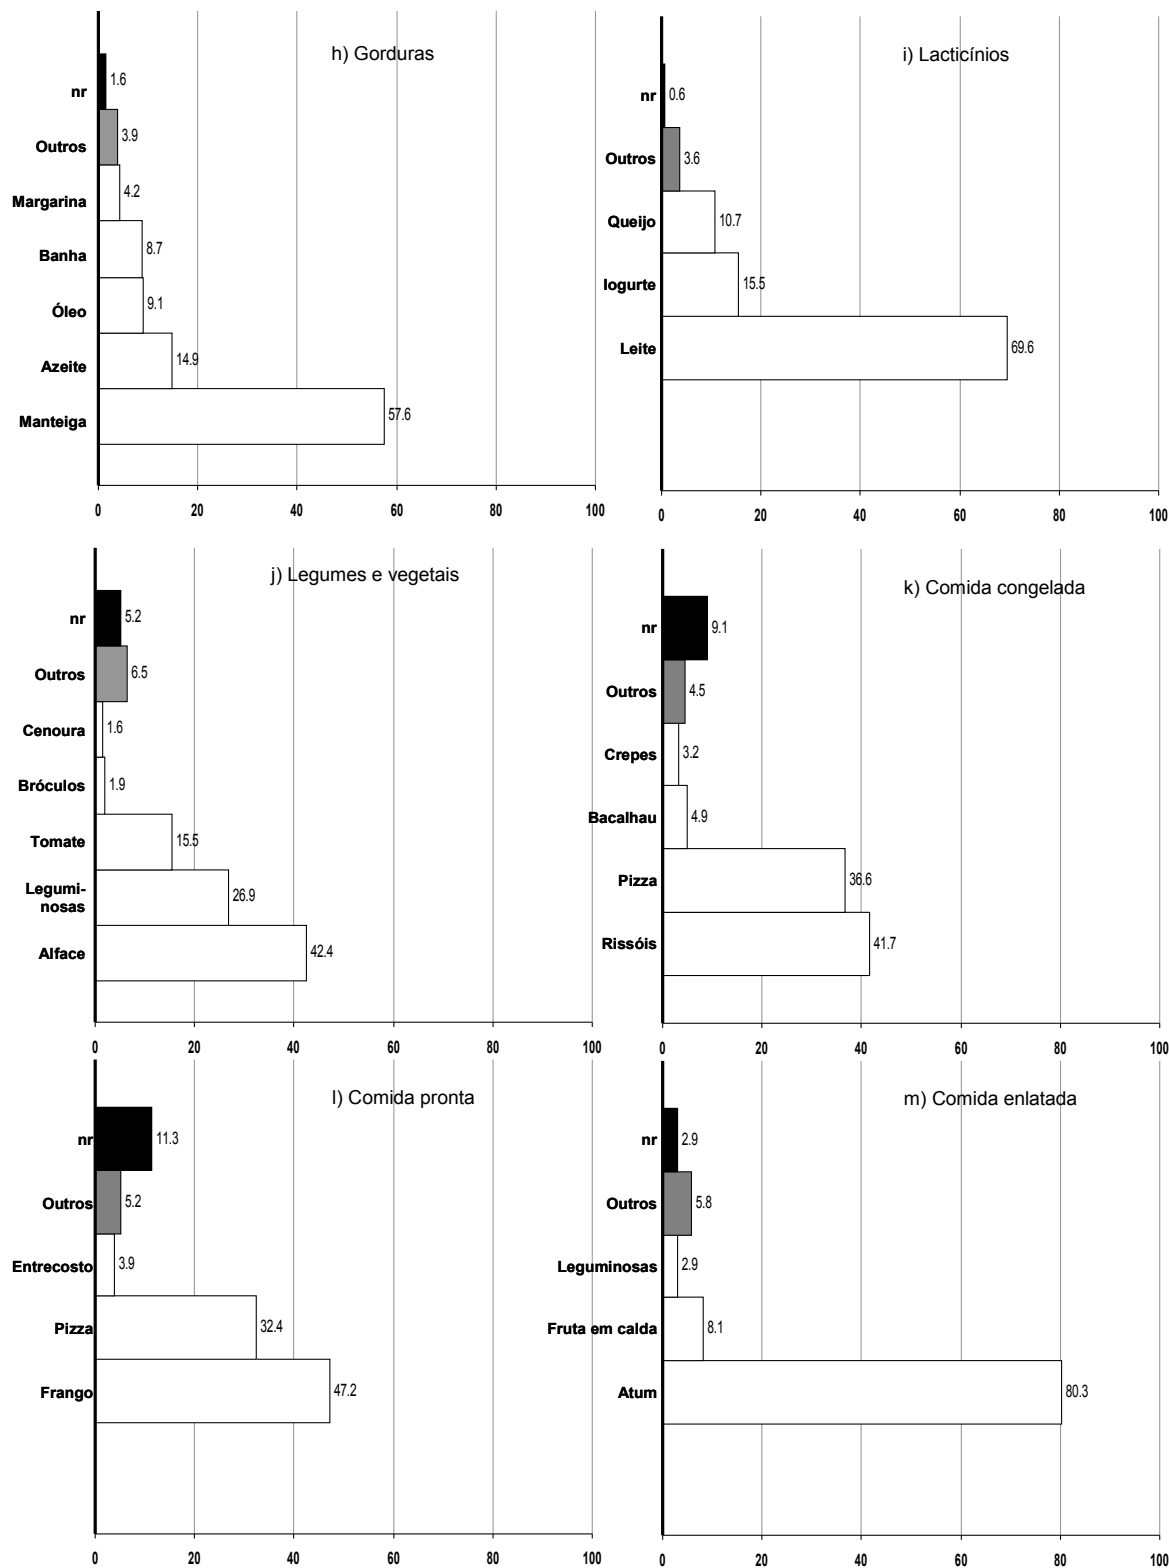 h) Gorduras
nr
1.6
Outros
3.9
Margarina
4.2
Banha
8.7
Óleo
9.1
Azeite
14.9
Manteiga
57.6
0 20 40 60 80 100
i) Lacticínios
nr
0.6
Outros
3.6
Queijo
10.7
Iogurte
15.5
Leite
69.6
0 20 40 60 80 100
j) Legumes e vegetais
nr
5.2
Outros
6.5
Cenoura
1.6
Bróculos
1.9
Tomate
15.5
Legumi-
nosas
26.9
Alface
42.4
0 20 40 60 80 100
k) Comida congelada
nr
9.1
Outros
4.5
Crepes
3.2
Bacalhau
4.9
Pizza
36.6
Rissóis
41.7
0 20 40 60 80 100
l) Comida pronta
nr
11.3
Outros
5.2
Entrecosto
3.9
Pizza
32.4
Frango
47.2
0 20 40 60 80 100
m) Comida enlatada
nr
2.9
Outros
5.8
Leguminosas
2.9
Fruta em calda
8.1
Atum
80.3
0 20 40 60 80 100